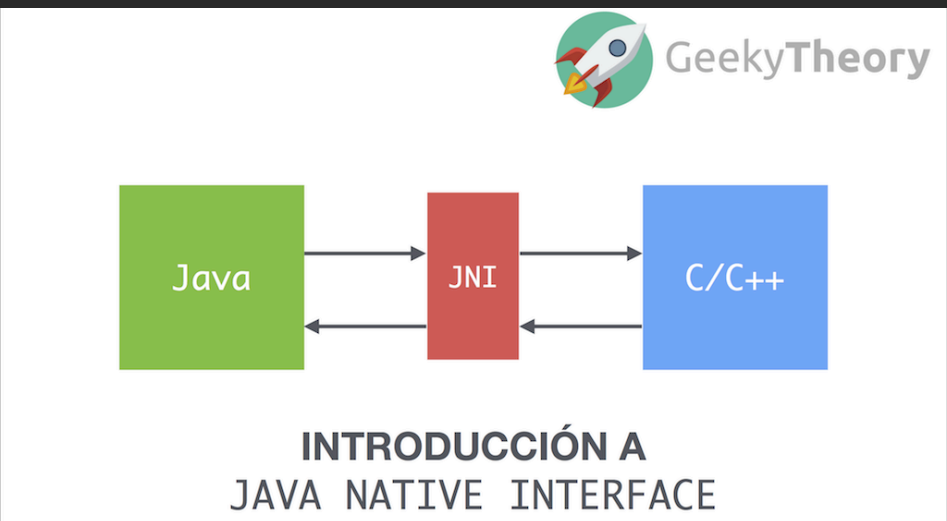 GeekyTheory
Java
JNI
C/C++
INTRODUCCIÓN A
JAVA NATIVE INTERFACE